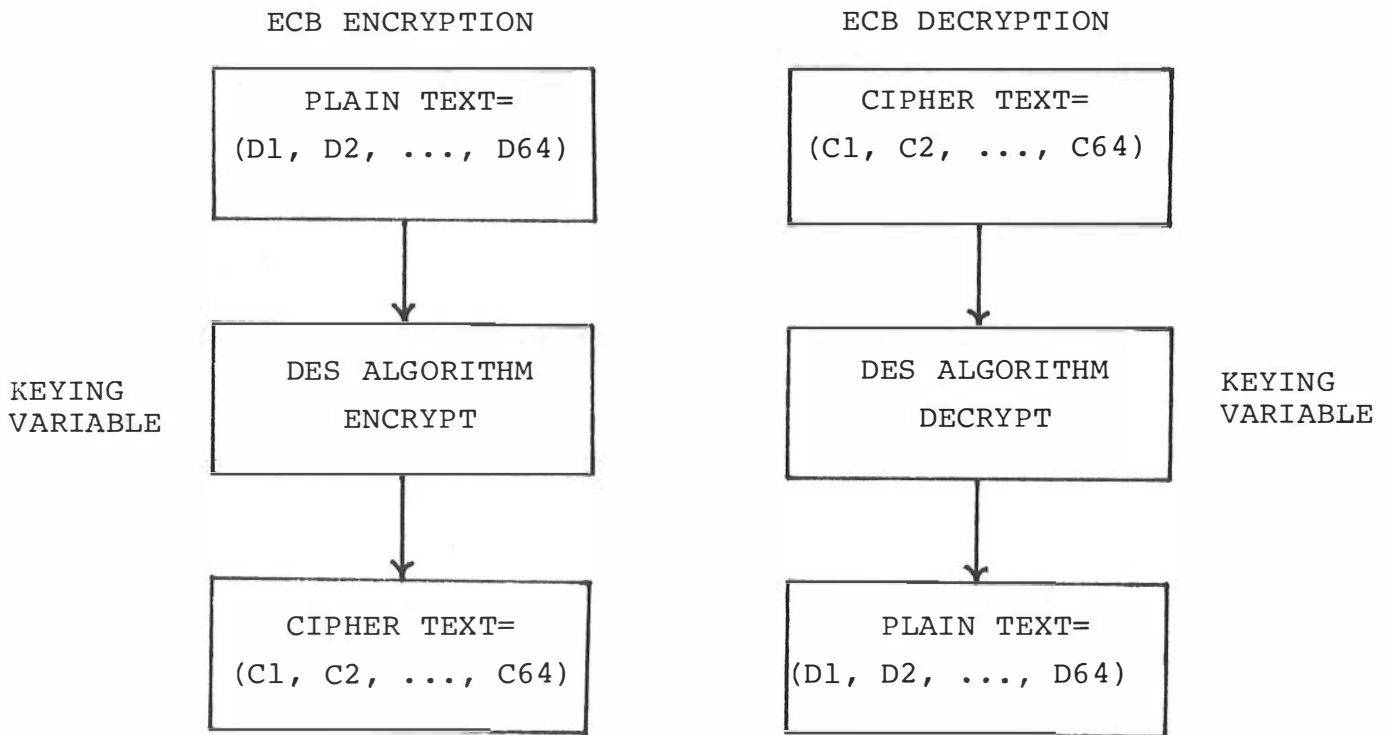 ECB ENCRYPTION
PLAIN TEXT=
(D1, D2, ..., D64)
KEYING
VARIABLE
DES ALGORITHM
ENCRYPT
CIPHER TEXT=
(C1, C2, ..., C64)
ECB DECRYPTION
CIPHER TEXT=
(C1, C2, ..., C64)
DES ALGORITHM
DECRYPT
KEYING
VARIABLE
PLAIN TEXT=
(D1, D2, ..., D64)